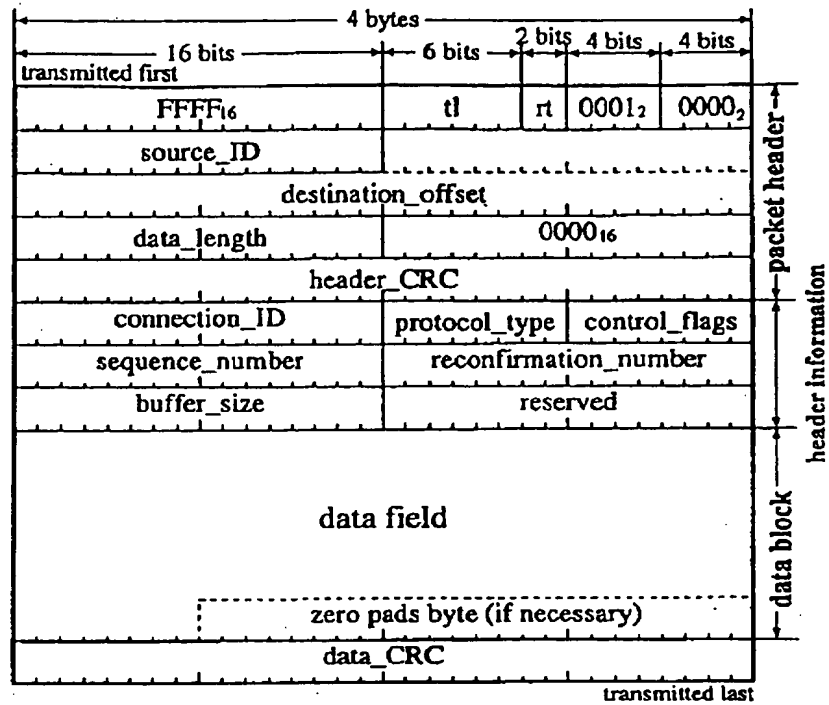 4 bytes
16 bits 6 bits 2 bits 4 bits 4 bits
transmitted first
FFFF₁₆ tl rt 0001₂ 0000₂
source_ID
destination_offset
data_length 0000₁₆
header_CRC
connection_ID protocol_type control_flags
sequence_number reconfirmation_number
buffer_size reserved
data field
zero pads byte (if necessary)
data_CRC
transmitted last
packet header
header information
data block